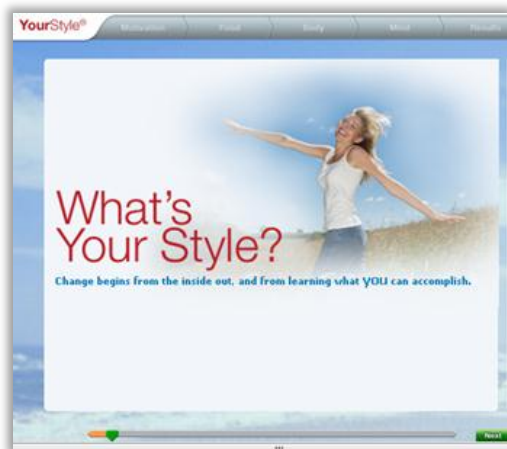 YourStyle® Motivation Food Body Mind Results
What's
Your Style?
Change begins from the inside out, and from learning what YOU can accomplish.
Next